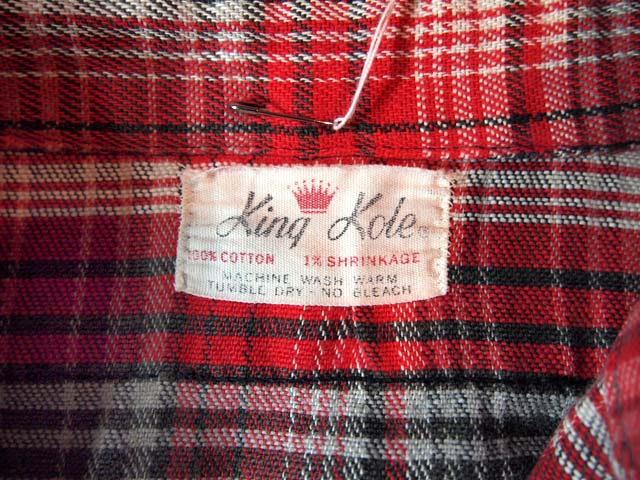 King Kole®
100% COTTON 1% SHRINKAGE
MACHINE WASH WARM
TUMBLE DRY - NO BLEACH